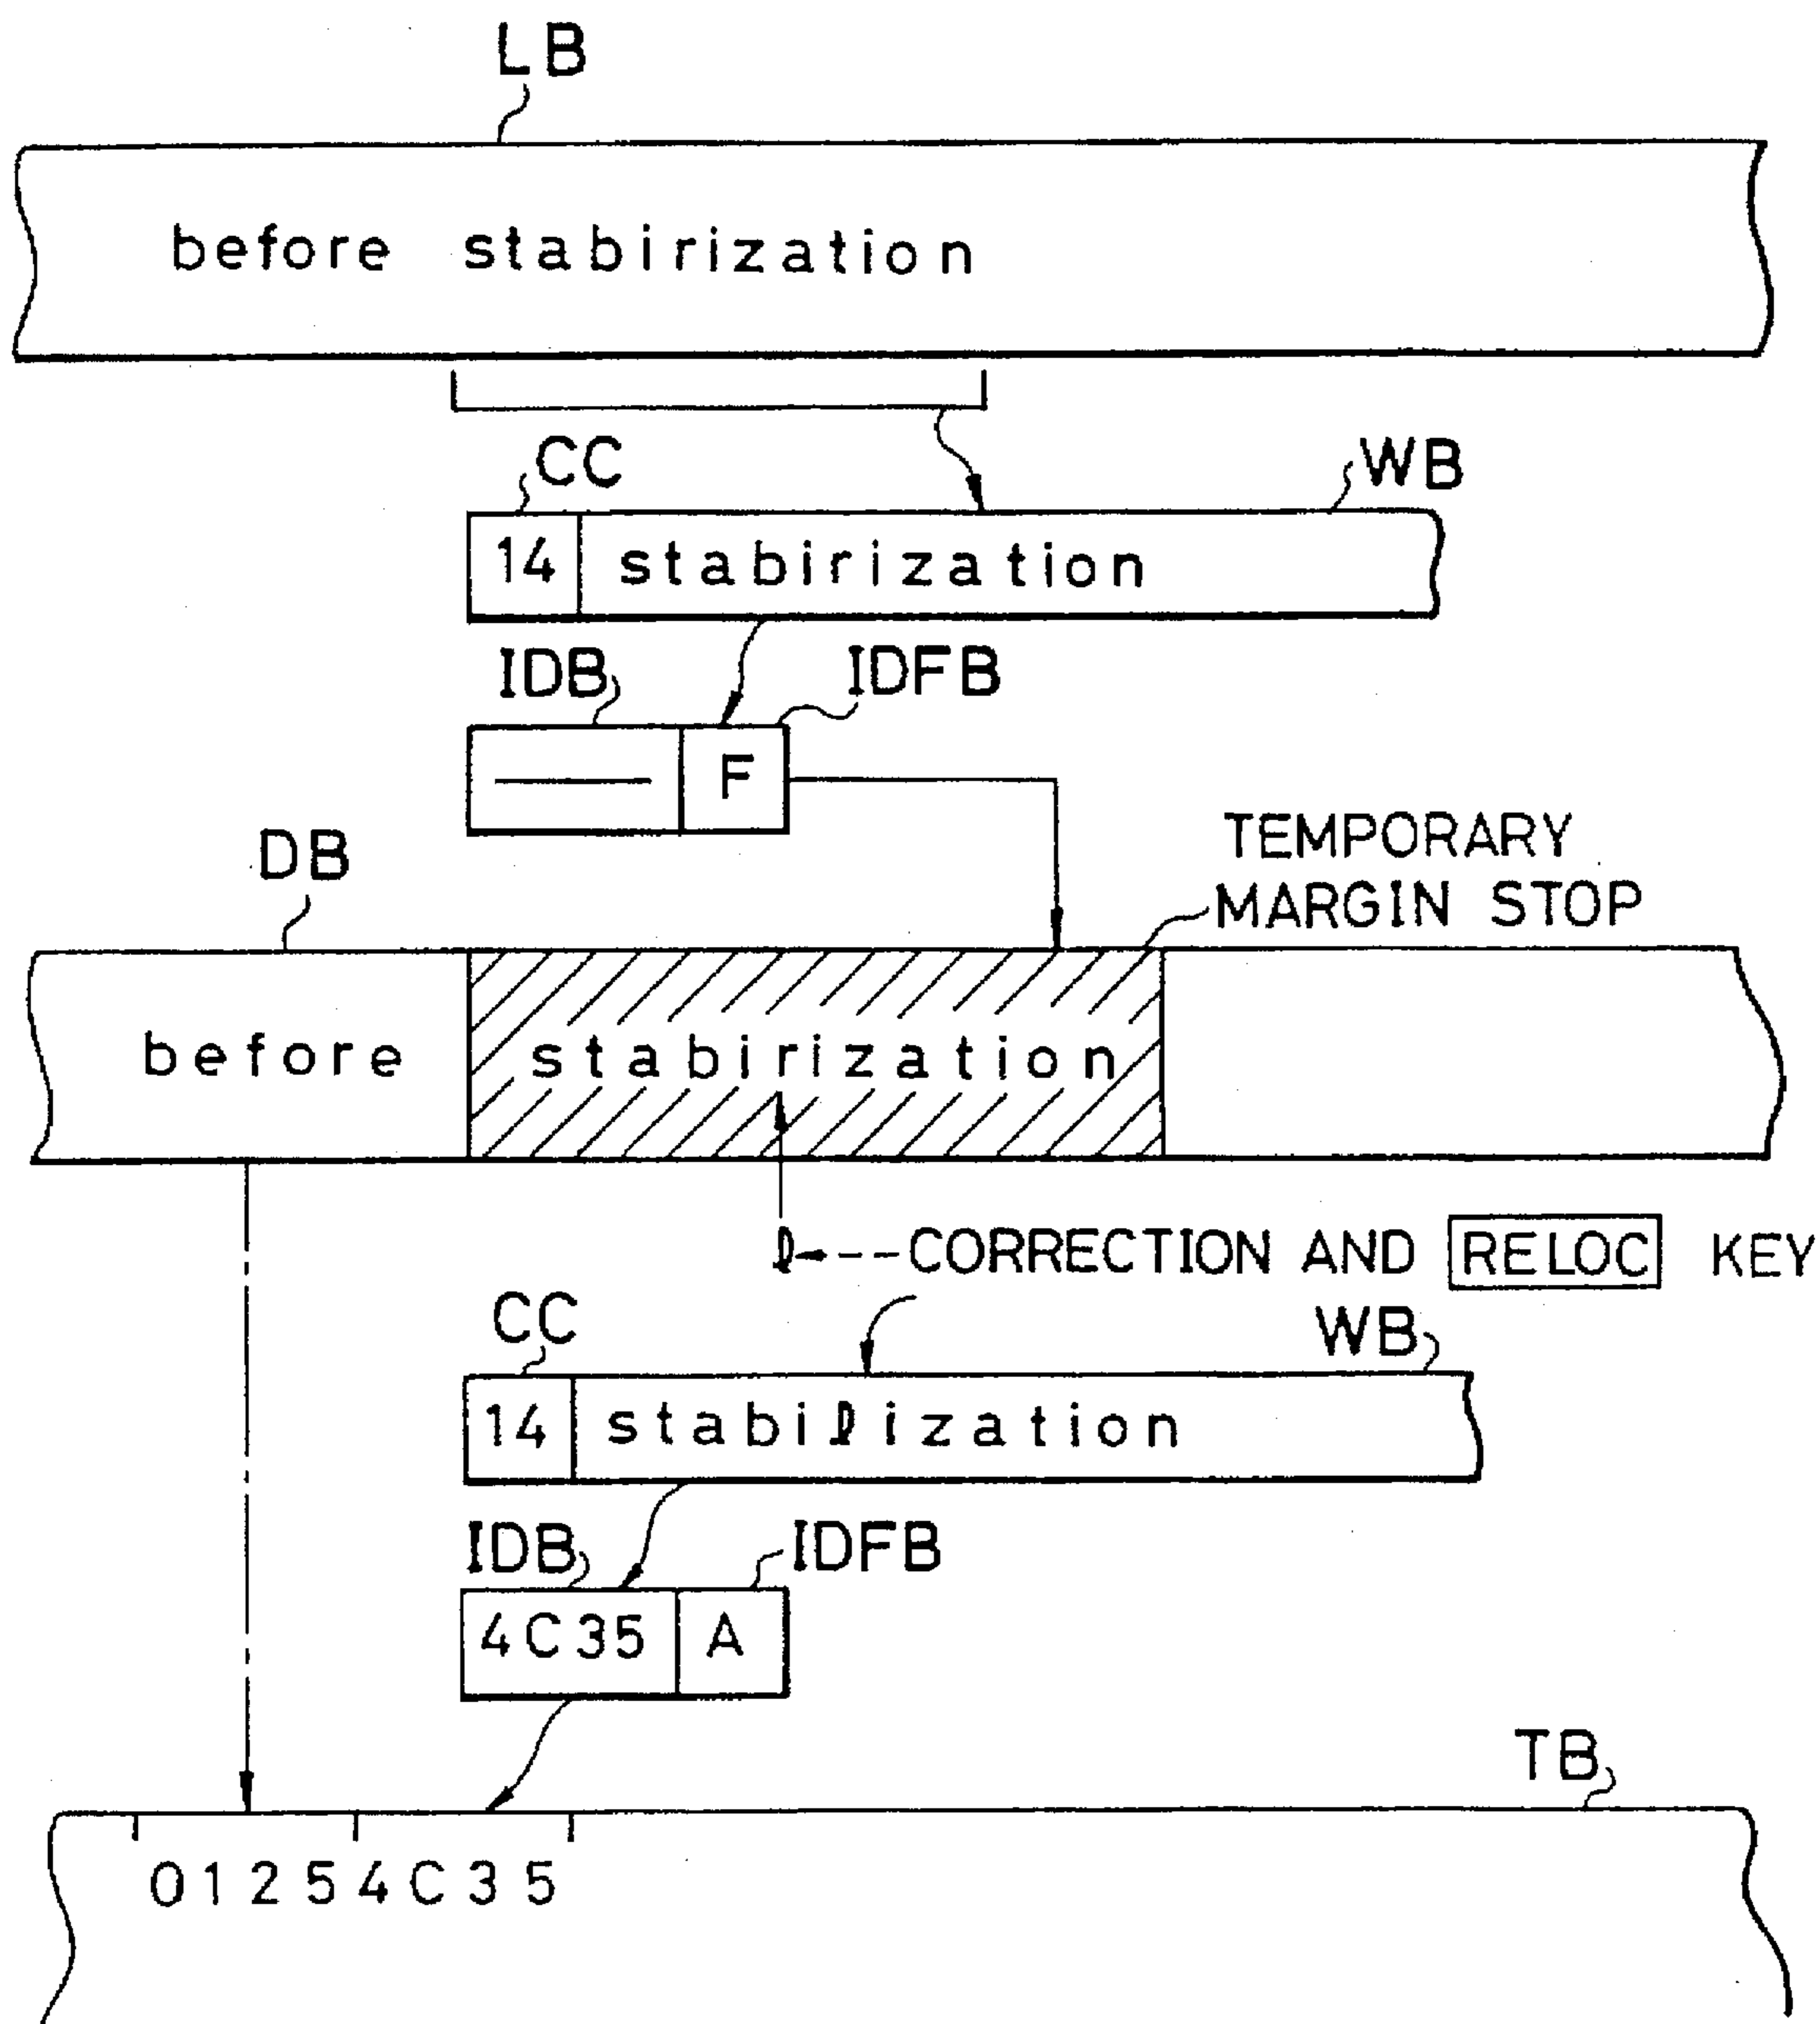 LB
before stabirization
CC
WB
14 stabirization
IDB
IDFB
F
DB
TEMPORARY
MARGIN STOP
before stabirization
l CORRECTION AND RELOC KEY
CC
WB
14 stabilization
IDB
IDFB
4C35 A
TB
01254C35